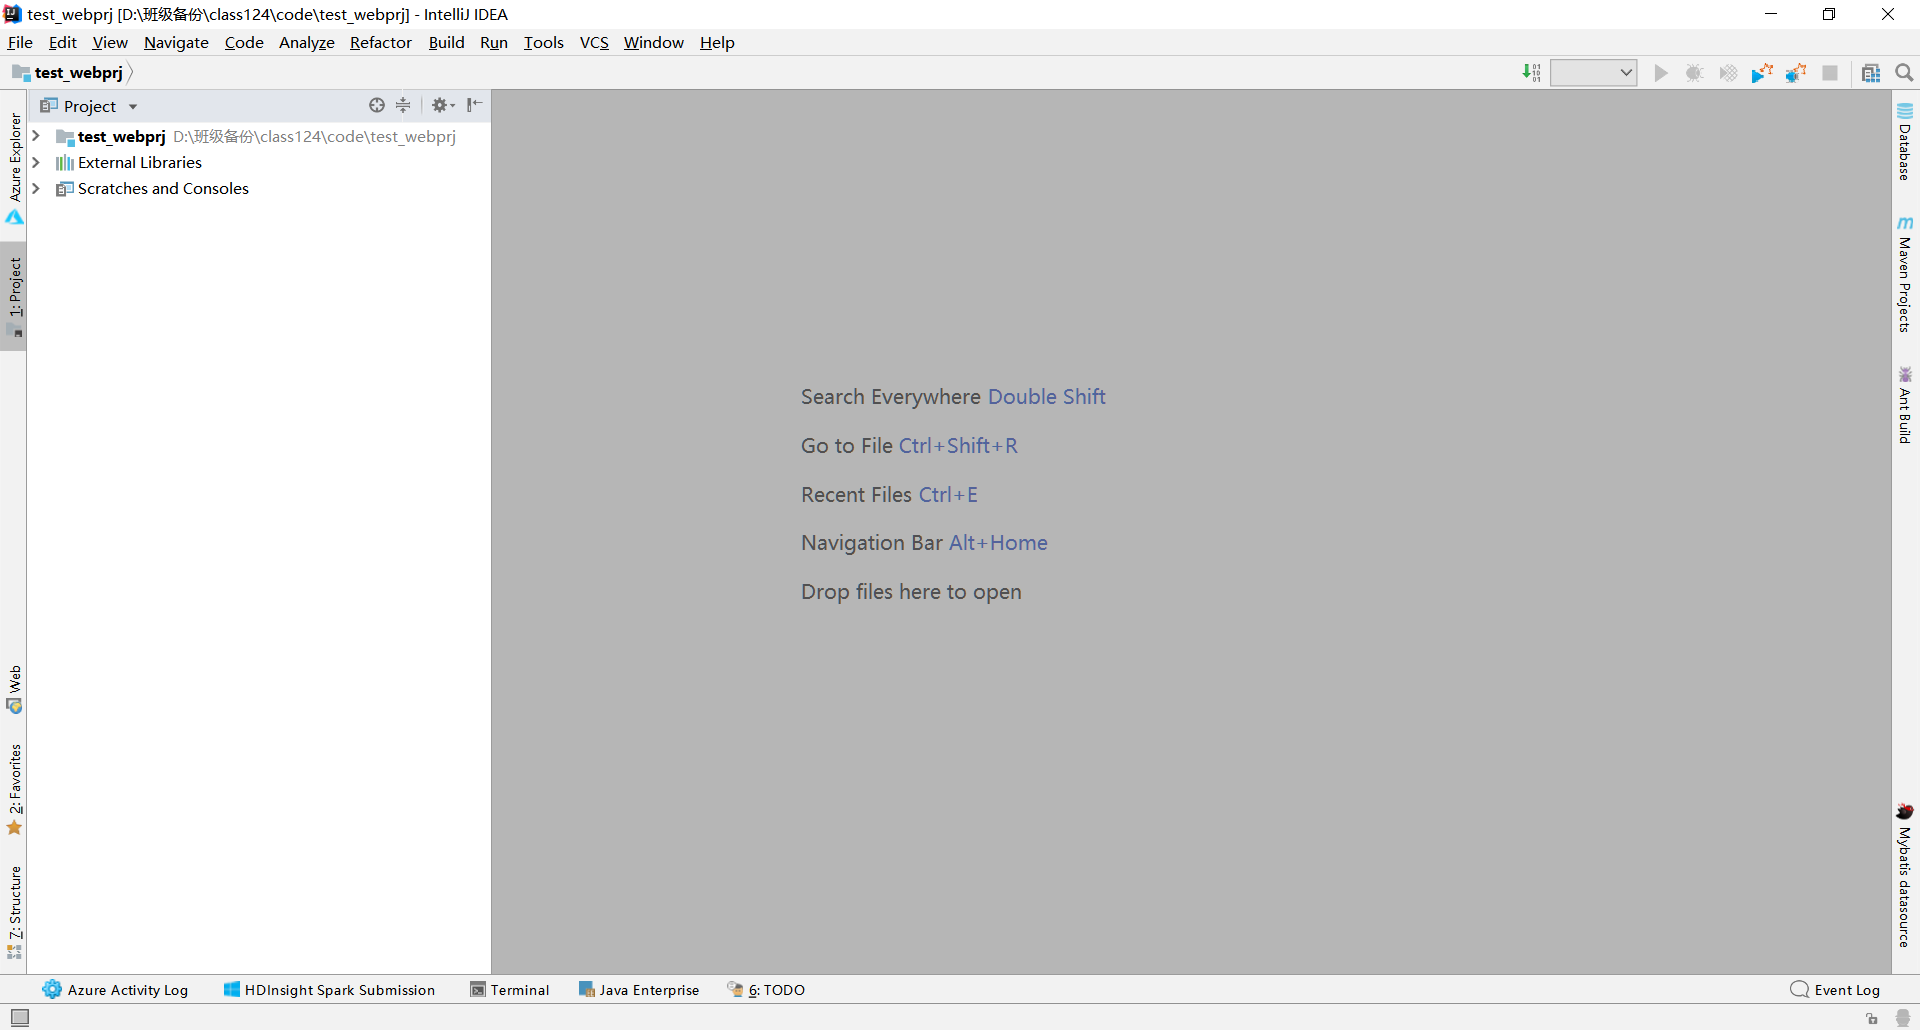 test_webprj [D:\班级备份\class124\code\test_webprj] - IntelliJ IDEA
File Edit View Navigate Code Analyze Refactor Build Run Tools VCS Window Help
test_webprj
Project
test_webprj D:\班级备份\class124\code\test_webprj
External Libraries
Scratches and Consoles
Azure Explorer
1: Project
Web
2: Favorites
7: Structure
Search Everywhere Double Shift
Go to File Ctrl+Shift+R
Recent Files Ctrl+E
Navigation Bar Alt+Home
Drop files here to open
Database
Maven Projects
Ant Build
Mybatis datasource
Azure Activity Log HDInsight Spark Submission Terminal Java Enterprise 6: TODO Event Log